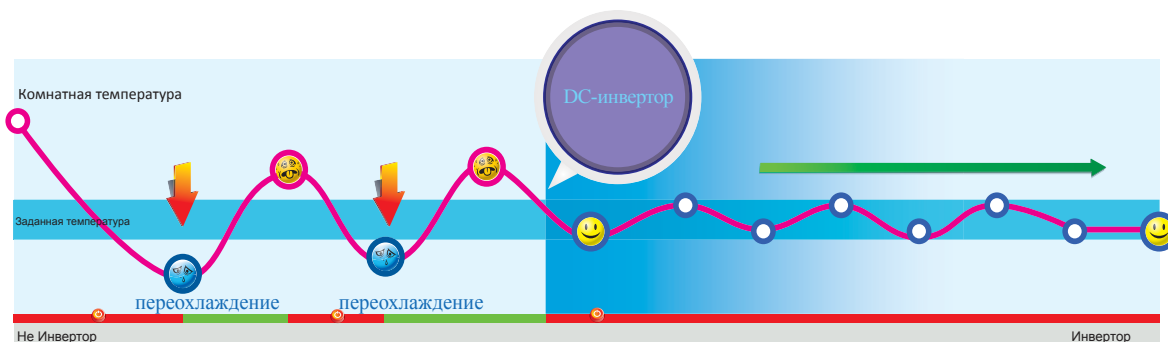 Комнатная температура
DC-инвертор
Заданная температура
переохлаждение
переохлаждение
Не Инвертор
Инвертор